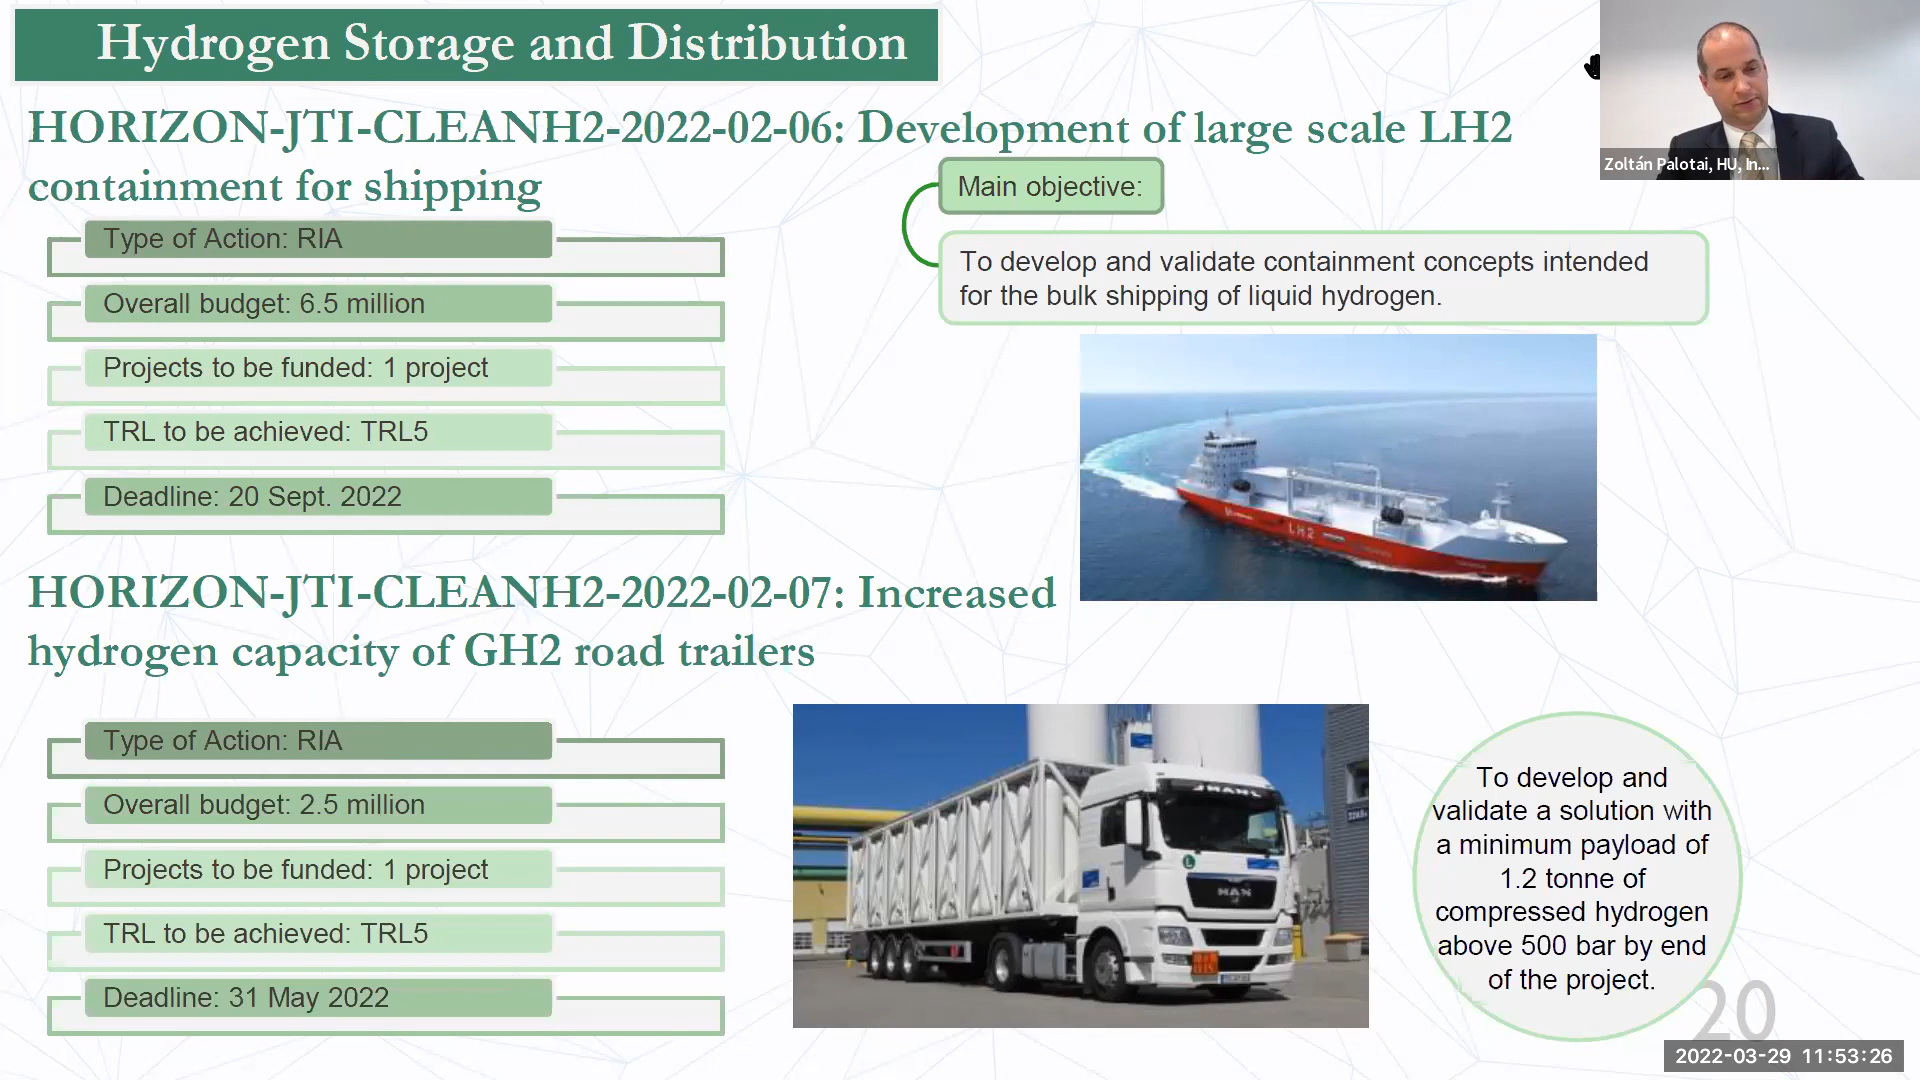 Hydrogen Storage and Distribution
HORIZON-JTI-CLEANH2-2022-02-06: Development of large scale LH2
containment for shipping
Type of Action: RIA
Overall budget: 6.5 million
Projects to be funded: 1 project
TRL to be achieved: TRL5
Deadline: 20 Sept. 2022
Main objective:
To develop and validate containment concepts intended
for the bulk shipping of liquid hydrogen.
Zoltán Palotai, HU, In...
LH2
HORIZON-JTI-CLEANH2-2022-02-07: Increased
hydrogen capacity of GH2 road trailers
Type of Action: RIA
Overall budget: 2.5 million
Projects to be funded: 1 project
TRL to be achieved: TRL5
Deadline: 31 May 2022
MAN
To develop and
validate a solution with
a minimum payload of
1.2 tonne of
compressed hydrogen
above 500 bar by end
of the project.
20
2022-03-29 11:53:26